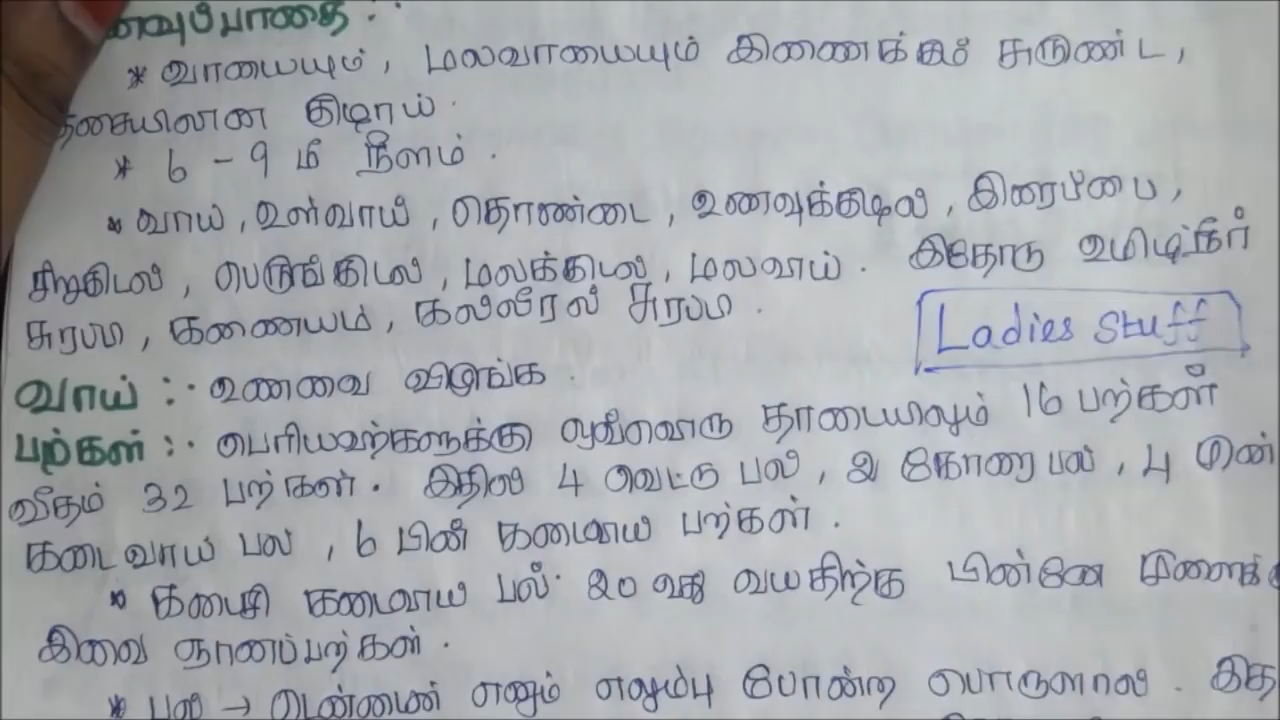 உணவுப்பாதை :-
* வாயையும், மலவாயையும் இணைக்கும் சுருண்ட,
தசையிலான குழாய்.
* 6 - 9 மீ நீளம்.
* வாய், உள்வாய், தொண்டை, உணவுக்குழல், இரைப்பை,
சிறுகுடல், பெருங்குடல், மலக்குடல், மலவாய். இதோடு உமிழ்நீர்
சுரப்பி, கணையம், கல்லீரல் சுரப்பி.
Ladies Stuff
வாய் :- உணவை விழுங்க.
பற்கள் :- பெரியவர்களுக்கு ஒவ்வொரு தாடையிலும் 16 பற்கள்
வீதம் 32 பற்கள். இதில் 4 வெட்டு பல், 2 கோரை பல், 4 முன்
கடைவாய் பல், 6 பின் கடைவாய் பற்கள்.
* கடைசி கடைவாய் பல் 20 வது வயதிற்கு பின்னே முளைக்
இவை ஞானப்பற்கள்.
* பல் → டென்டைன் எனும் எலும்பு போன்ற பொருளால். இத